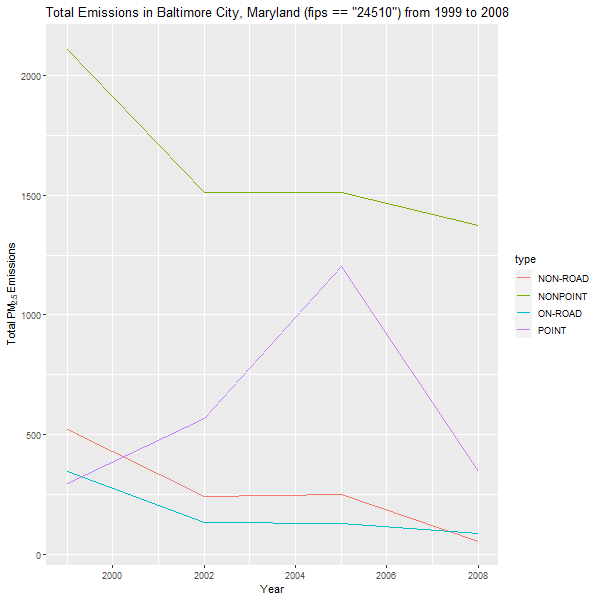 Total Emissions in Baltimore City, Maryland (fips == "24510") from 1999 to 2008
2000
1500
1000
500
0
Total PM2.5 Emissions
2000 2002 2004 2006 2008
Year
type
NON-ROAD
NONPOINT
ON-ROAD
POINT